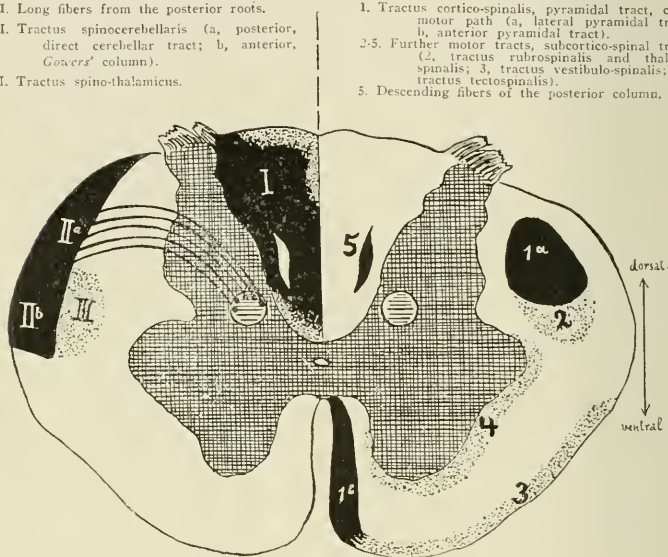 I. Long fibers from the posterior roots.
I. Tractus spinocerebellaris (a, posterior,
direct cerebellar tract; b, anterior,
Gowers' column).
I. Tractus spino-thalamicus.
1. Tractus cortico-spinalis, pyramidal tract, c
motor path (a, lateral pyramidal tr
b, anterior pyramidal tract).
2-5. Further motor tracts, subcortico-spinal tr
(2, tractus rubrospinalis and thal
spinalis; 3, tractus vestibulo-spinalis;
tractus tectospinalis).
5. Descending fibers of the posterior column.
I
IIa
5
1a
dorsal
IIb
III
2
4
ventral
1c
3